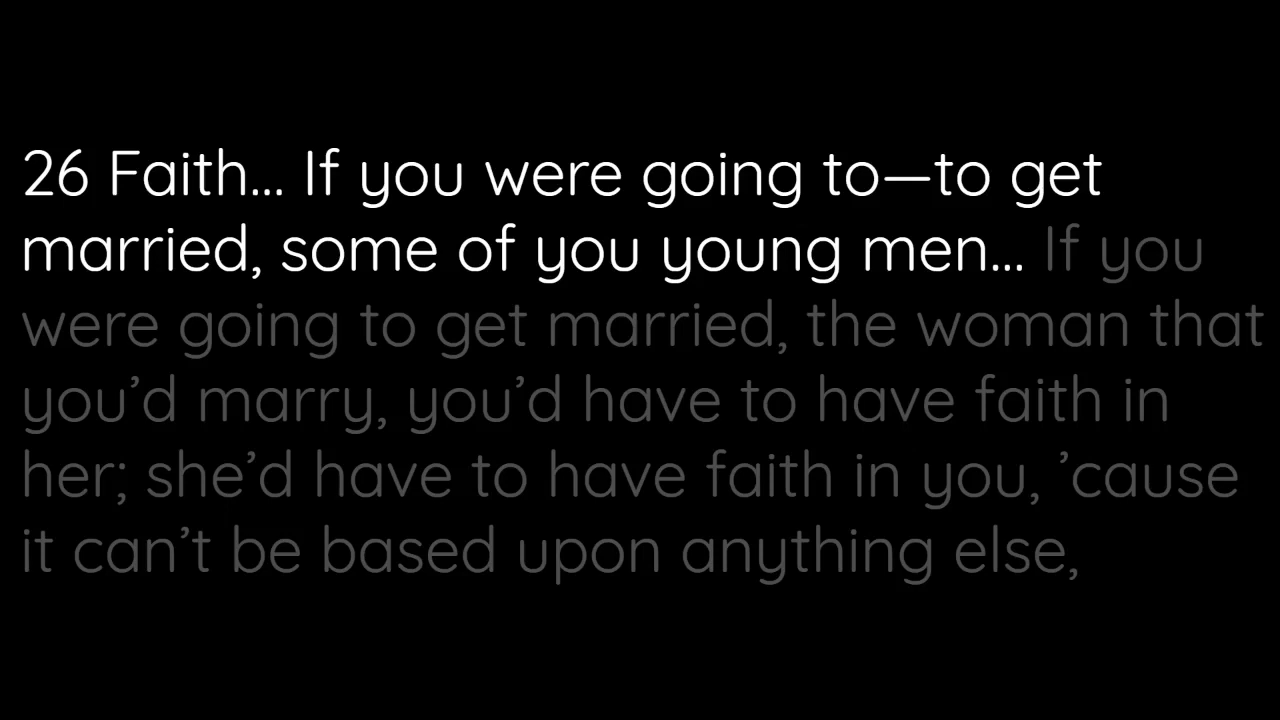 26 Faith... If you were going to—to get
married, some of you young men... If you
were going to get married, the woman that
you’d marry, you’d have to have faith in
her; she’d have to have faith in you, ’cause
it can’t be based upon anything else,